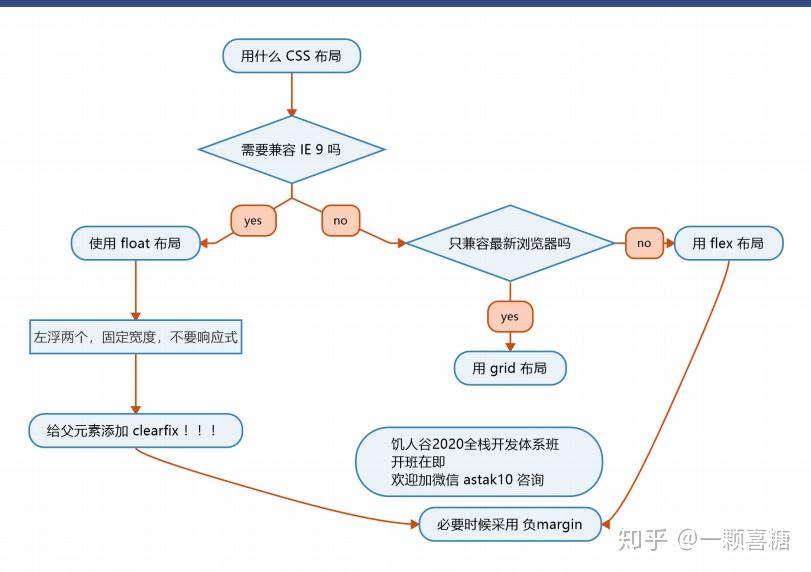 用什么 CSS 布局
需要兼容 IE 9 吗
yes
no
使用 float 布局
只兼容最新浏览器吗
no
用 flex 布局
yes
左浮两个，固定宽度，不要响应式
用 grid 布局
给父元素添加 clearfix！！！
饥人谷2020全栈开发体系班
开班在即
欢迎加微信 astak10 咨询
必要时候采用 负margin
知乎 @一颗喜糖